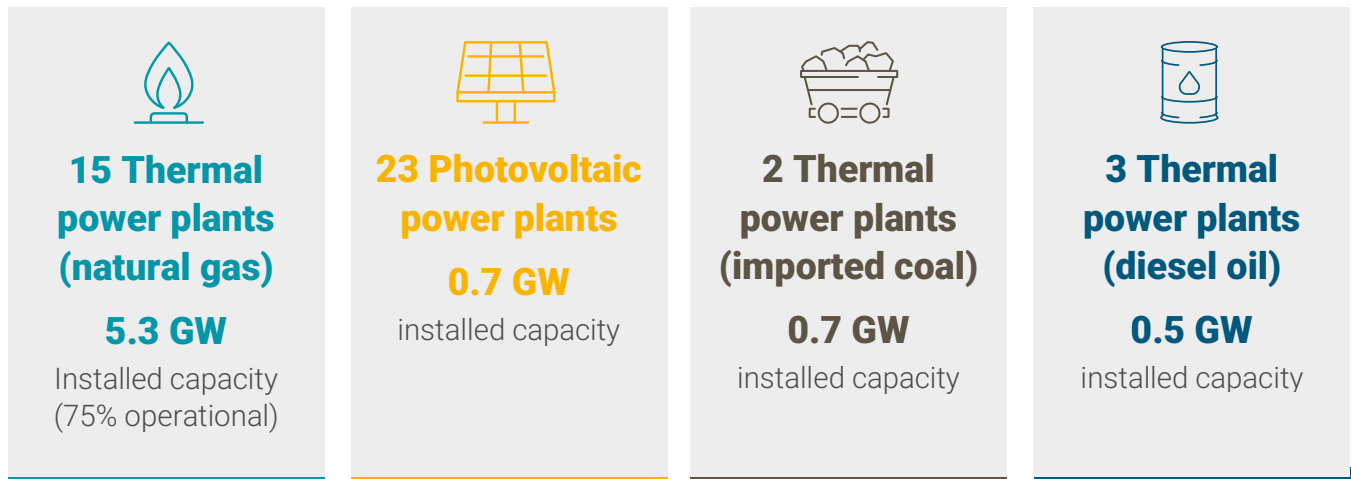 15 Thermal
power plants
(natural gas)
5.3 GW
Installed capacity
(75% operational)
23 Photovoltaic
power plants
0.7 GW
installed capacity
2 Thermal
power plants
(imported coal)
0.7 GW
installed capacity
3 Thermal
power plants
(diesel oil)
0.5 GW
installed capacity